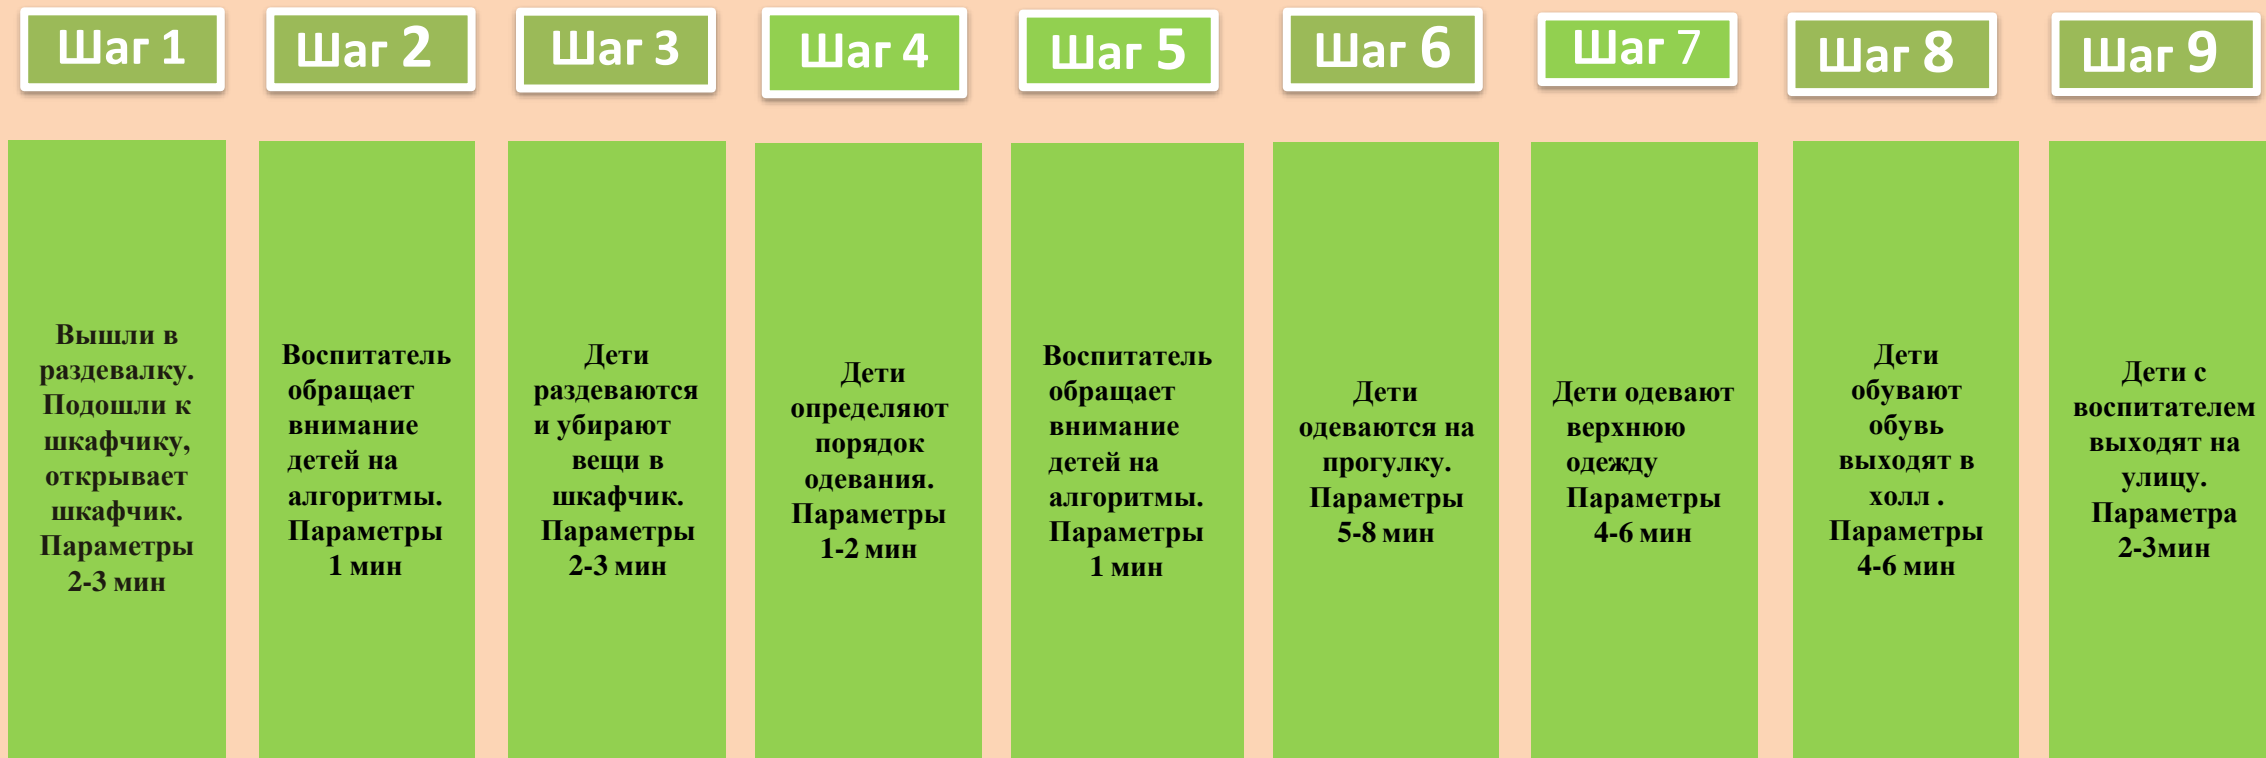 Шаг 1
Шаг 2
Шаг 3
Шаг 4
Шаг 5
Шаг 6
Шаг 7
Шаг 8
Шаг 9
Вышли в
раздевалку.
Подошли к
шкафчику,
открывает
шкафчик.
Параметры
2-3 мин
Воспитатель
обращает
внимание
детей на
алгоритмы.
Параметры
1 мин
Дети
раздеваются
и убирают
вещи в
шкафчик.
Параметры
2-3 мин
Дети
определяют
порядок
одевания.
Параметры
1-2 мин
Воспитатель
обращает
внимание
детей на
алгоритмы.
Параметры
1 мин
Дети
одеваются на
прогулку.
Параметры
5-8 мин
Дети одевают
верхнюю
одежду
Параметры
4-6 мин
Дети
обувают
обувь
выходят в
холл .
Параметры
4-6 мин
Дети с
воспитателем
выходят на
улицу.
Параметра
2-3мин